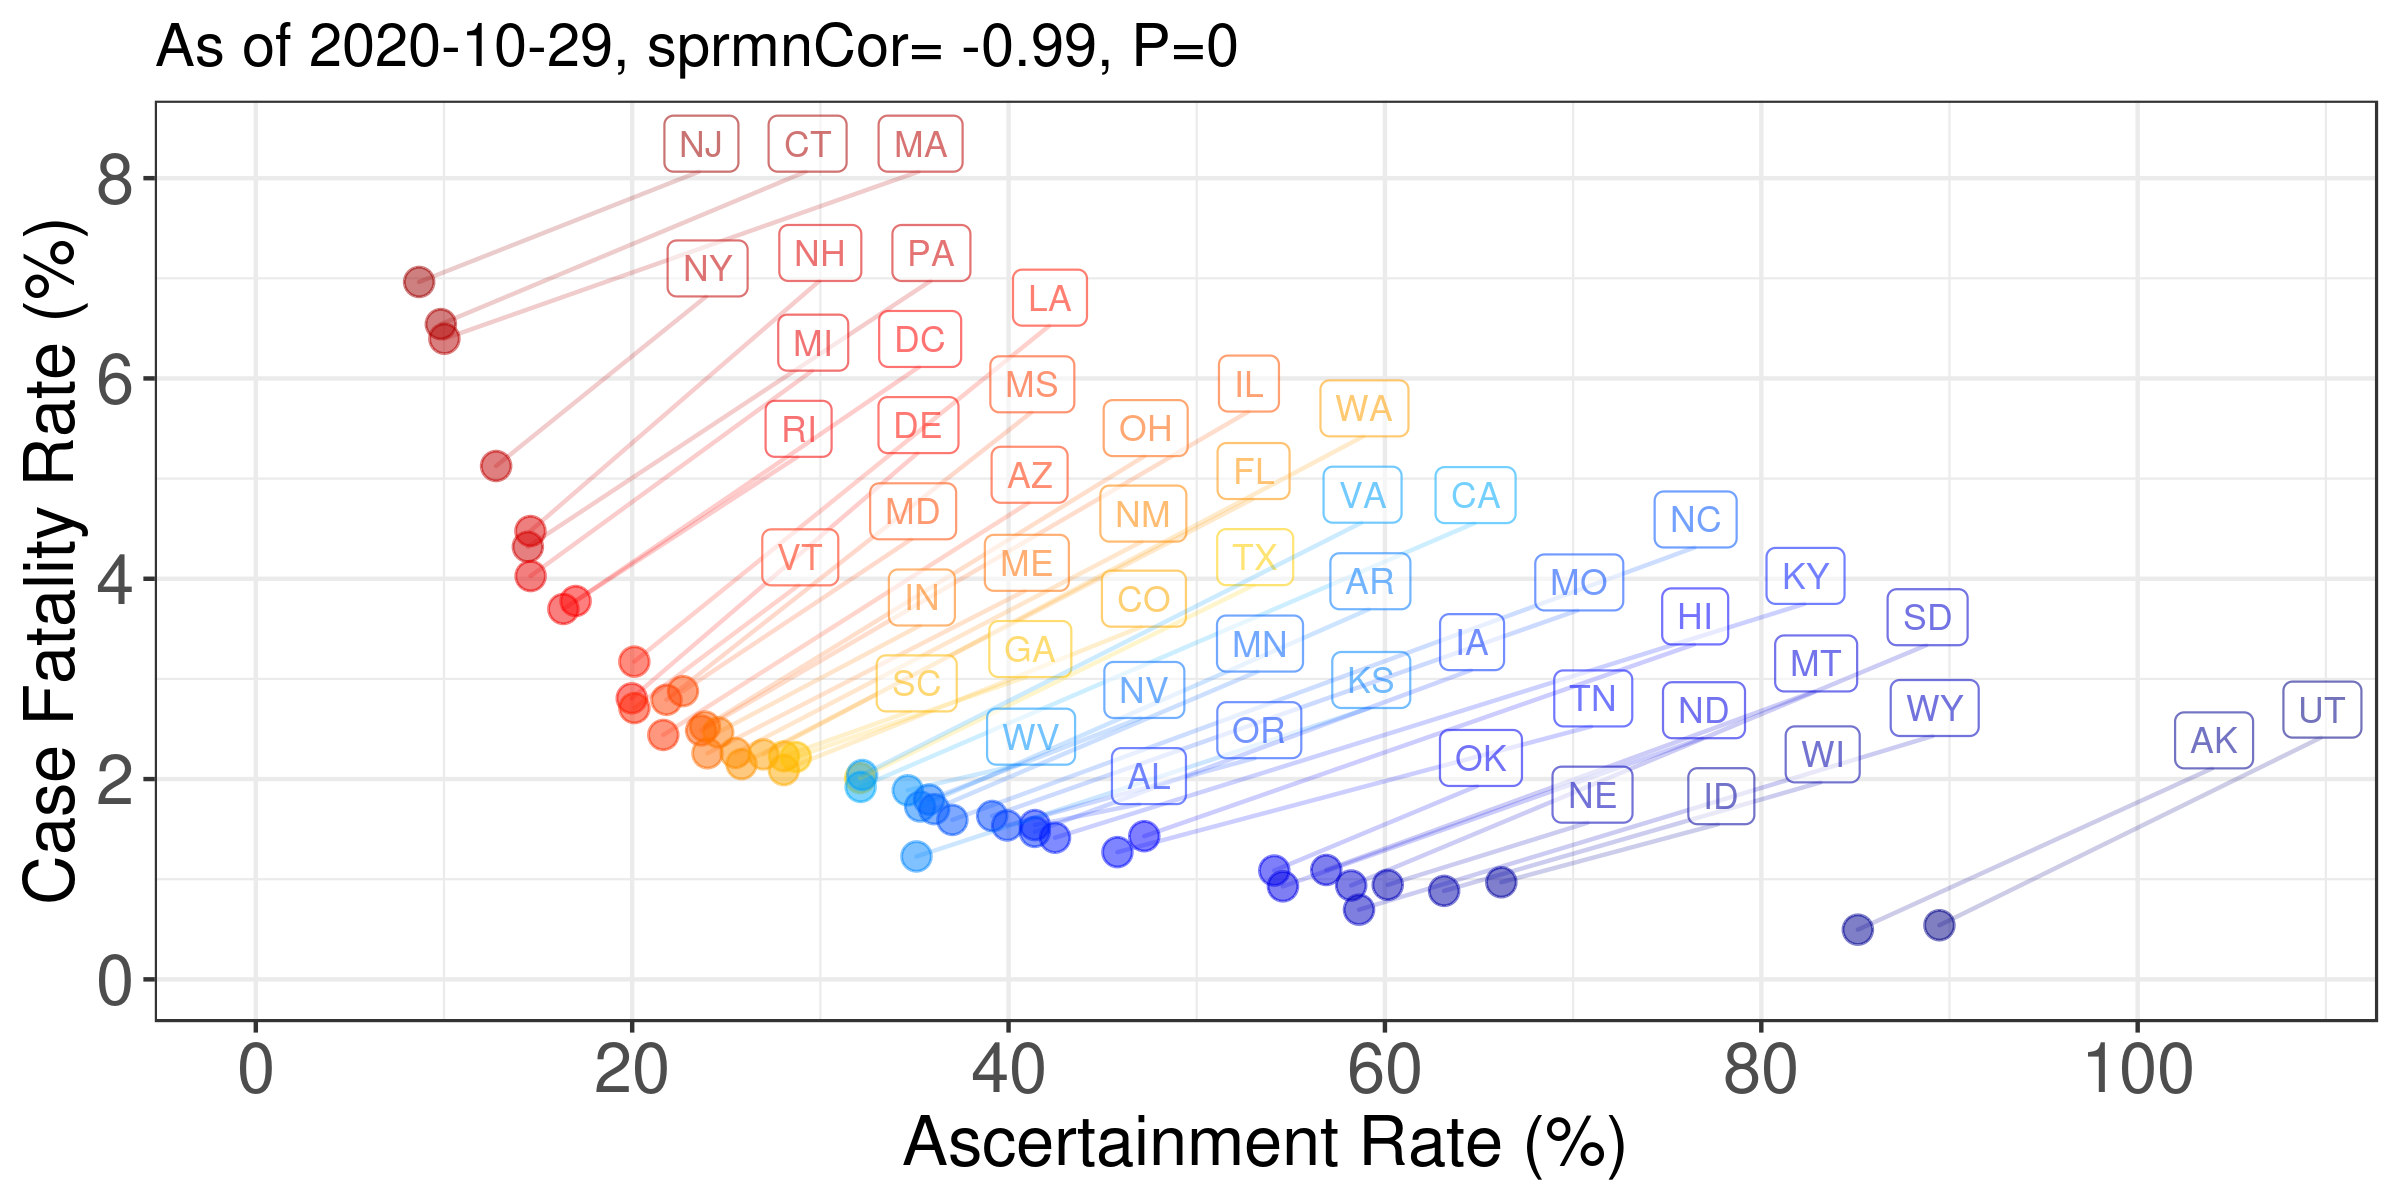 As of 2020-10-29, sprmnCor= -0.99, P=0
Case Fatality Rate (%)
8
6
4
2
0
NJ CT MA
NY NH PA
LA
MI DC
MS IL WA
RI DE OH
AZ FL
VA CA
MD NM NC
VT ME TX AR MO KY
IN CO HI SD
GA MN IA MT
SC NV KS TN ND WY UT
WV OR AK
AL OK WI
NE ID
0 20 40 60 80 100
Ascertainment Rate (%)